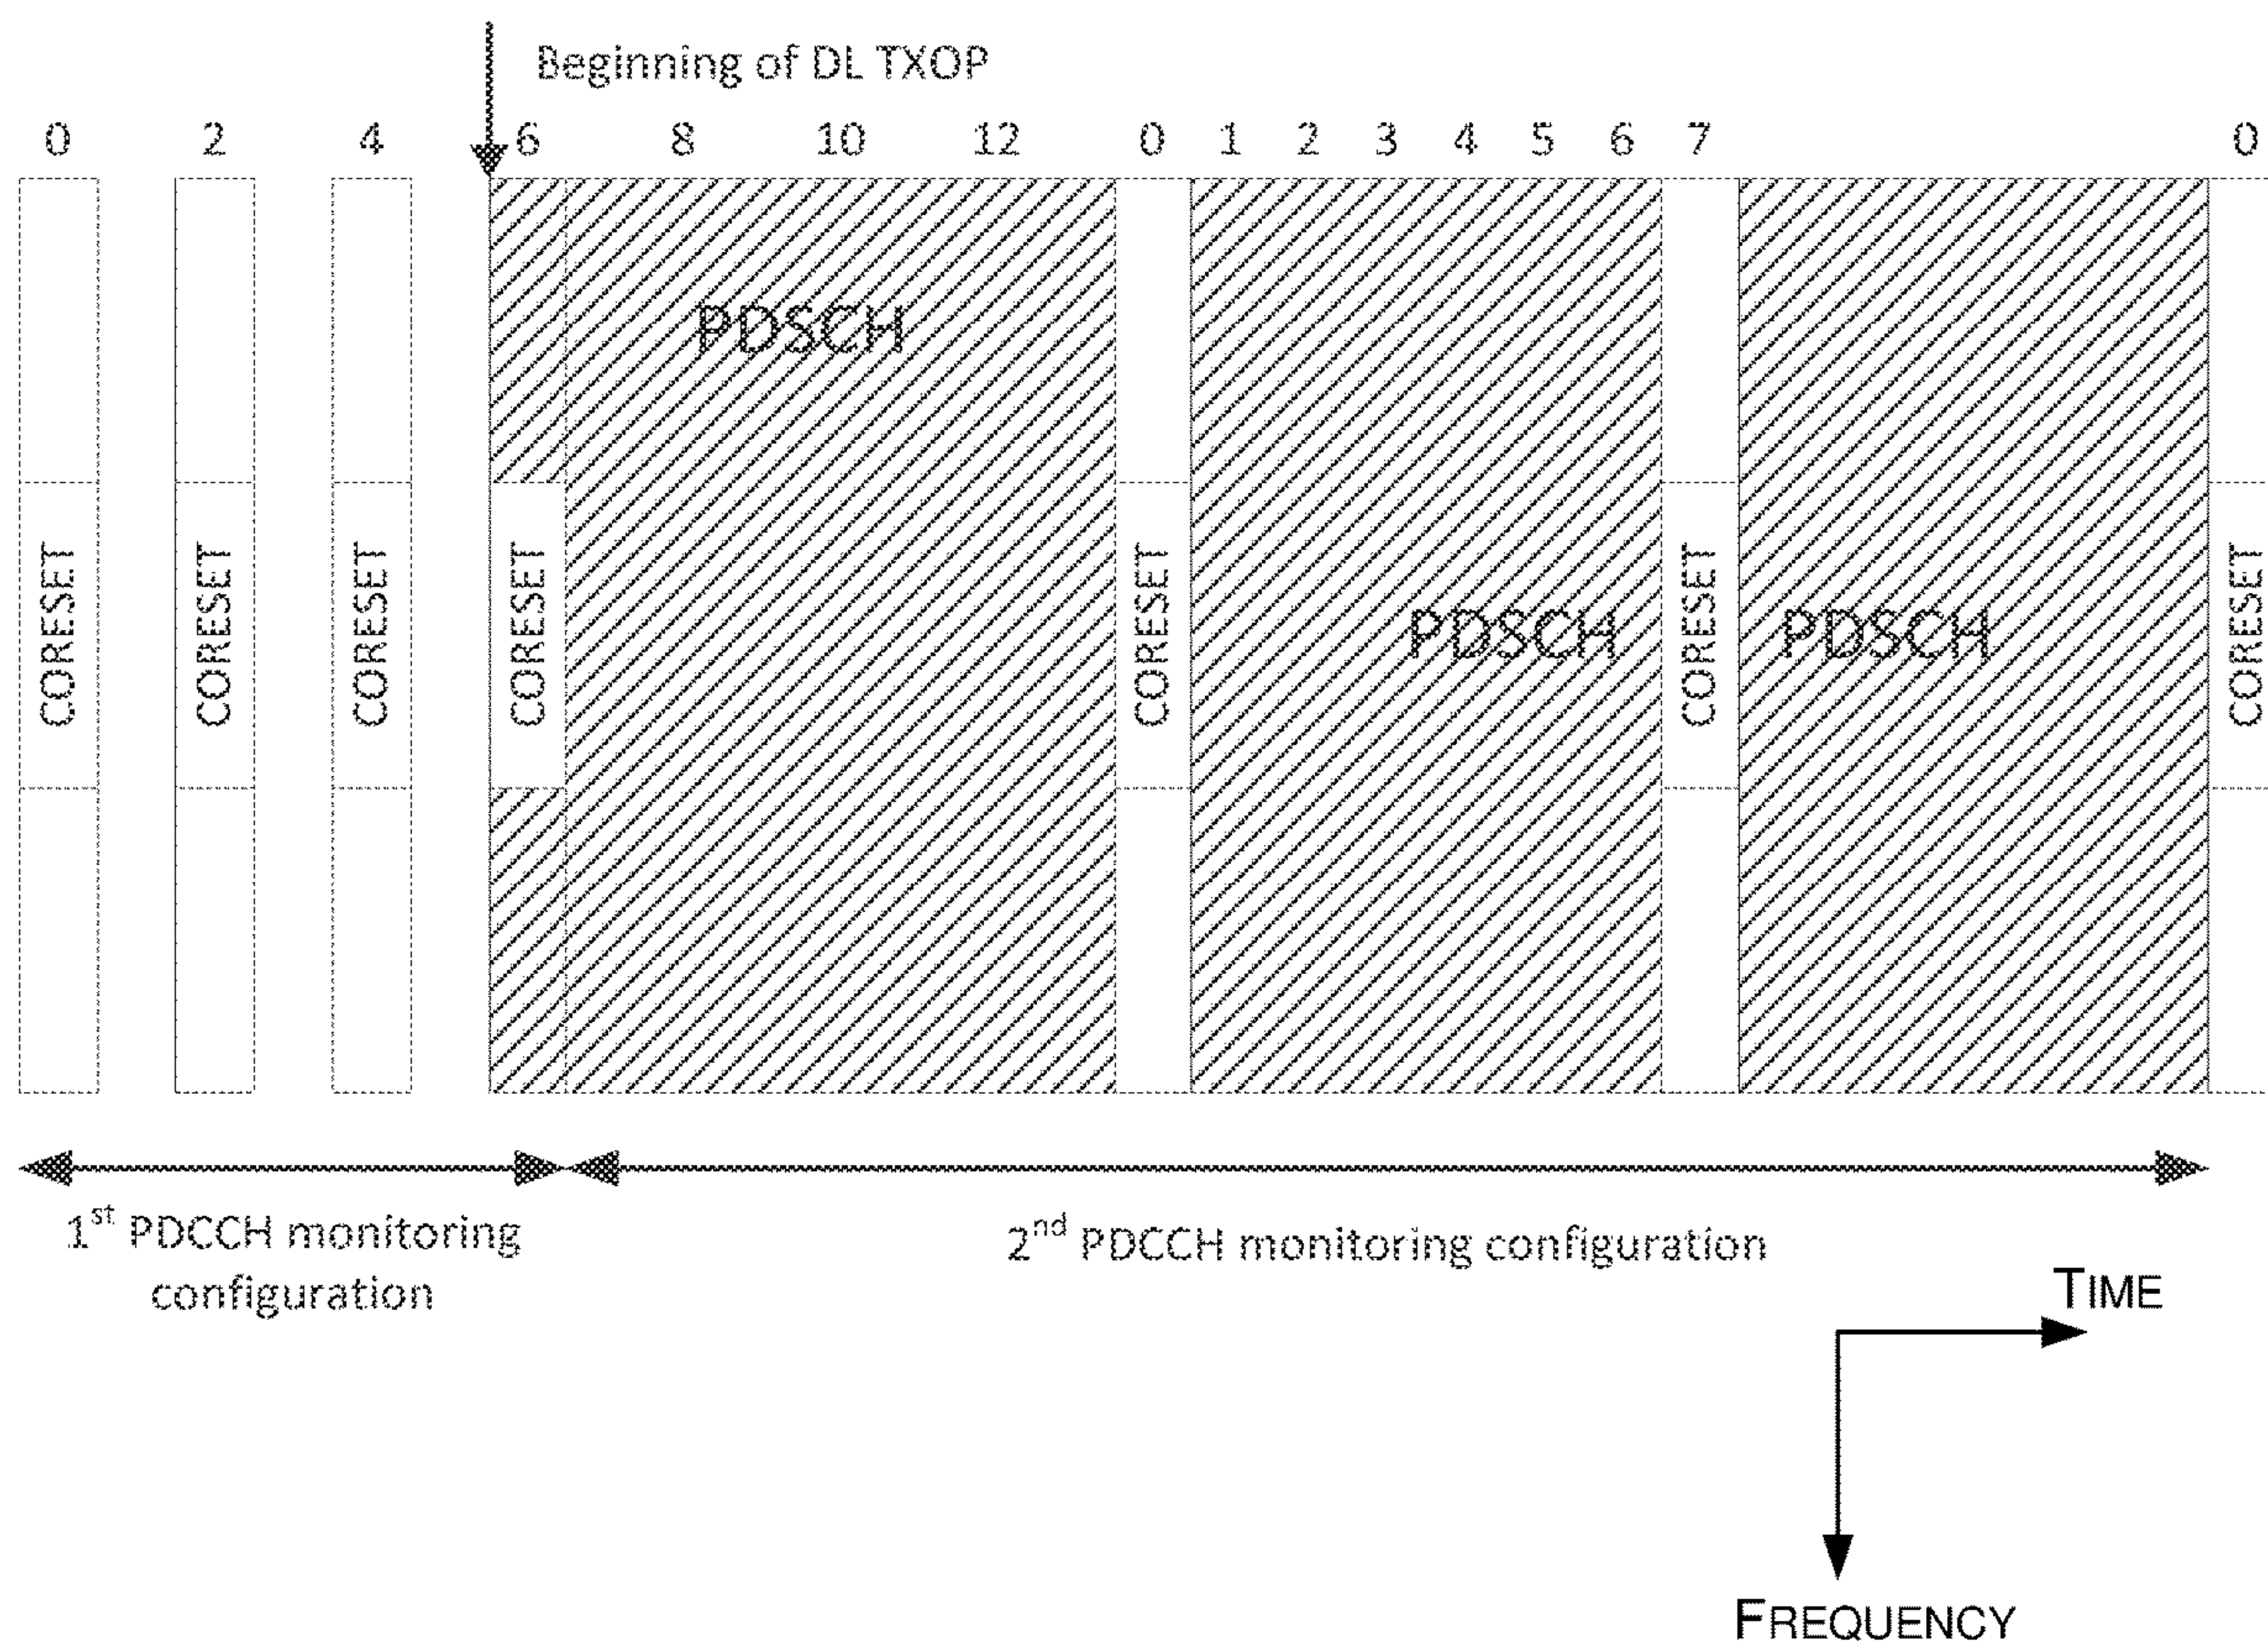 Beginning of DL TXOP
0 2 4 6 8 10 12 0 1 2 3 4 5 6 7 0
PDSCH
CORESET CORESET CORESET CORESET CORESET PDSCH CORESET PDSCH CORESET
1st PDCCH monitoring
configuration
2nd PDCCH monitoring configuration
TIME
FREQUENCY